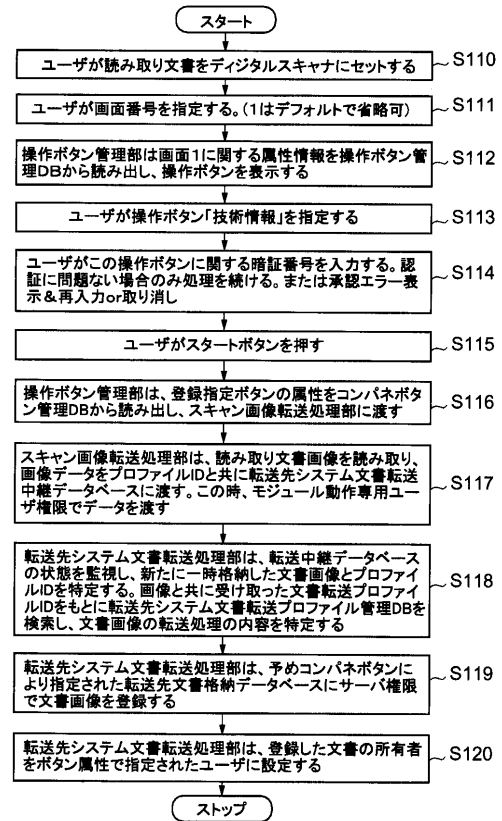 スタート
ユーザが読み取り文書をディジタルスキャナにセットする
S110
ユーザが画面番号を指定する。(1はデフォルトで省略可)
S111
操作ボタン管理部は画面1に関する属性情報を操作ボタン管
理DBから読み出し、操作ボタンを表示する
S112
ユーザが操作ボタン「技術情報」を指定する
S113
ユーザがこの操作ボタンに関する暗証番号を入力する。認
証に問題ない場合のみ処理を続ける。または承認エラー表
示&再入力or取り消し
S114
ユーザがスタートボタンを押す
S115
操作ボタン管理部は、登録指定ボタンの属性をコンパネボタ
ン管理DBから読み出し、スキャン画像転送処理部に渡す
S116
スキャン画像転送処理部は、読み取り文書画像を読み取り、
画像データをプロファイルIDと共に転送先システム文書転送
中継データベースに渡す。この時、モジュール動作専用ユー
ザ権限でデータを渡す
S117
転送先システム文書転送処理部は、転送中継データベース
の状態を監視し、新たに一時格納した文書画像とプロファイ
ルIDを特定する。画像と共に受け取った文書転送プロファイ
ルIDをもとに転送先システム文書転送プロファイル管理DBを
検索し、文書画像の転送処理の内容を特定する
S118
転送先システム文書転送処理部は、予めコンパネボタンに
より指定された転送先文書格納データベースにサーバ権限
で文書画像を登録する
S119
転送先システム文書転送処理部は、登録した文書の所有者
をボタン属性で指定されたユーザに設定する
S120
ストップ